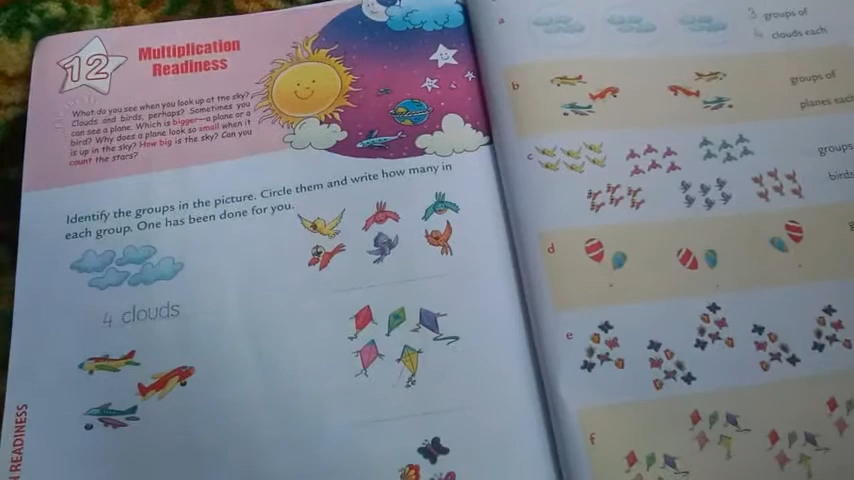 12
Multiplication
Readiness
What do you see when you look up at the sky?
Clouds and birds, perhaps? Sometimes you
can see a plane. Which is bigger—a plane or a
bird? Why does a plane look so small when it
is up in the sky? How big is the sky? Can you
count the stars?
Identify the groups in the picture. Circle them and write how many in
each group. One has been done for you.
4 clouds
READINESS
a
3 groups of
4 clouds each
b
groups of
planes each
c
groups
birds
d
e
f